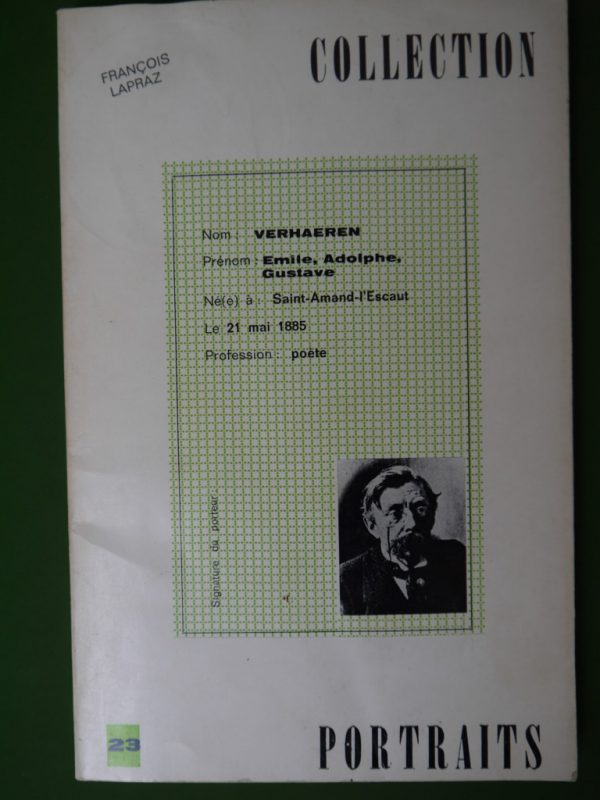 FRANÇOIS
LAPRAZ
COLLECTION
Nom : VERHAEREN
Prénom : Emile, Adolphe,
Gustave
Né(e) à : Saint-Amand-l'Escaut
Le 21 mai 1885
Profession : poète
Signature du porteur :
23
PORTRAITS